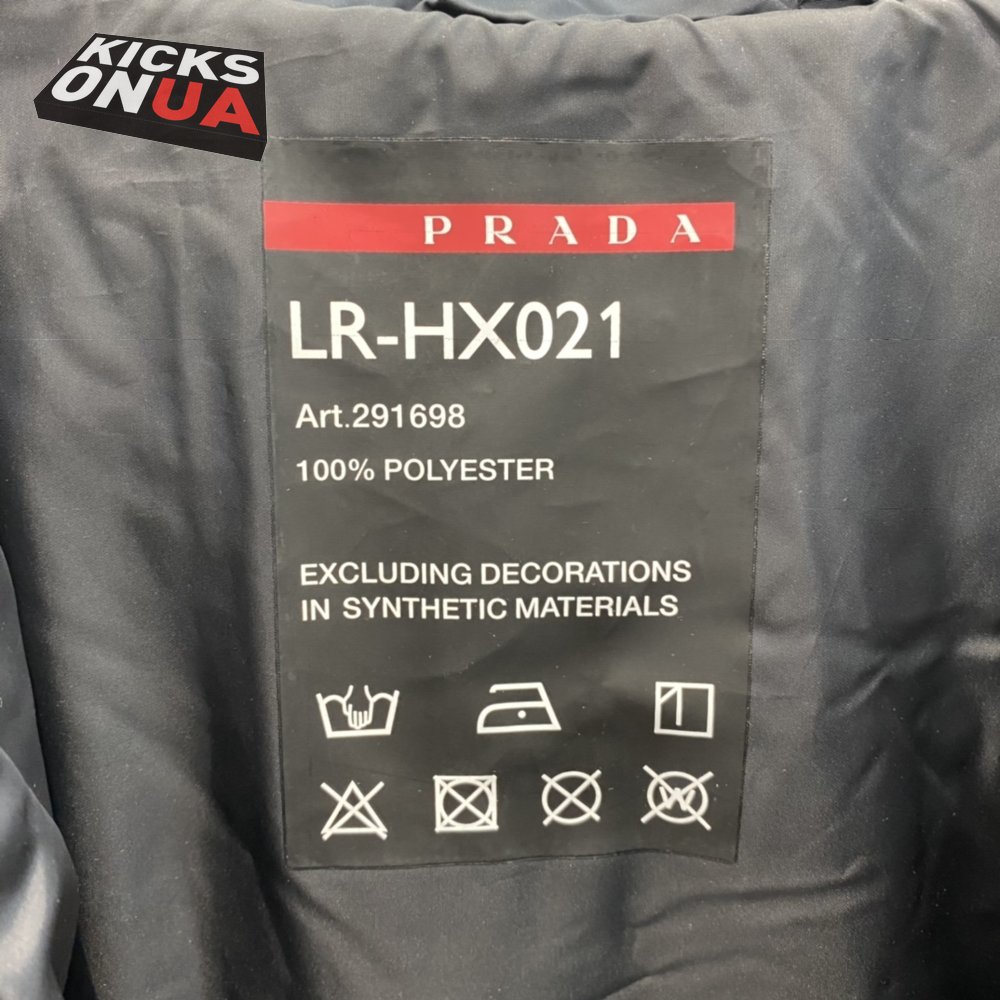 KICKS
ONUA
PRADA
LR-HX021
Art.291698
100% POLYESTER
EXCLUDING DECORATIONS
IN SYNTHETIC MATERIALS
W